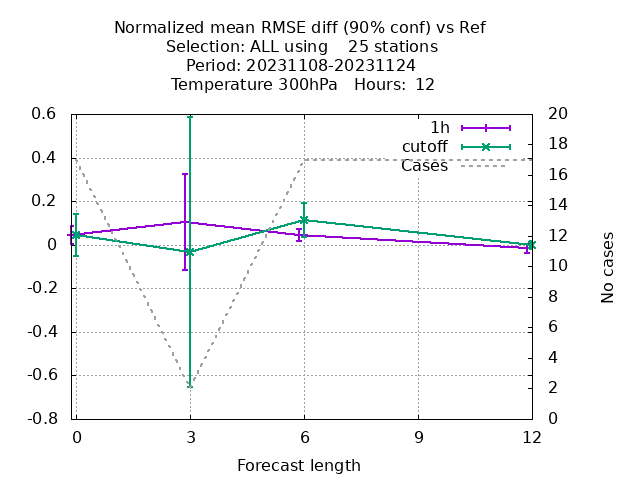 Normalized mean RMSE diff (90% conf) vs Ref
Selection: ALL using    25 stations
Period: 20231108-20231124
Temperature 300hPa   Hours: 12
0.6
0.4
0.2
0
-0.2
-0.4
-0.6
-0.8
20
18
16
14
12
10
8
6
4
2
0
1h
cutoff
Cases
No cases
0
3
6
9
12
Forecast length